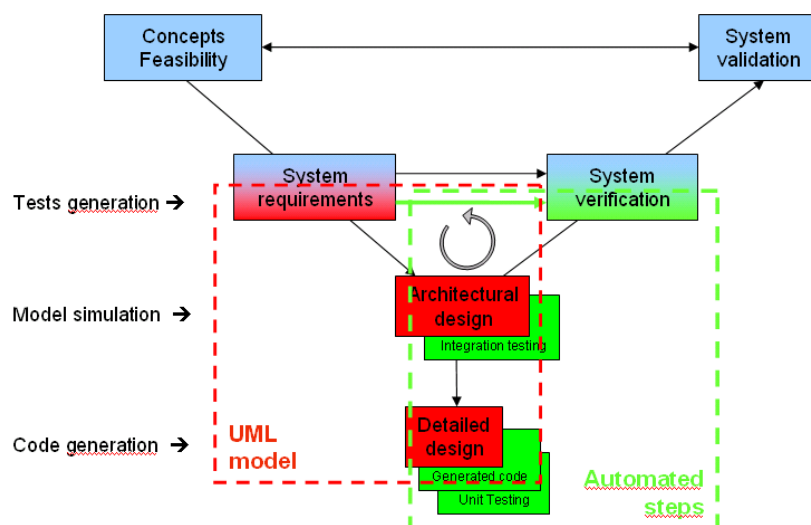 Concepts
Feasibility
System
validation
System
requirements
System
verification
Tests generation →
Architectural
design
Model simulation →
Integration testing
Detailed
design
Code generation →
UML
model
Generated code
Unit Testing
Automated
steps